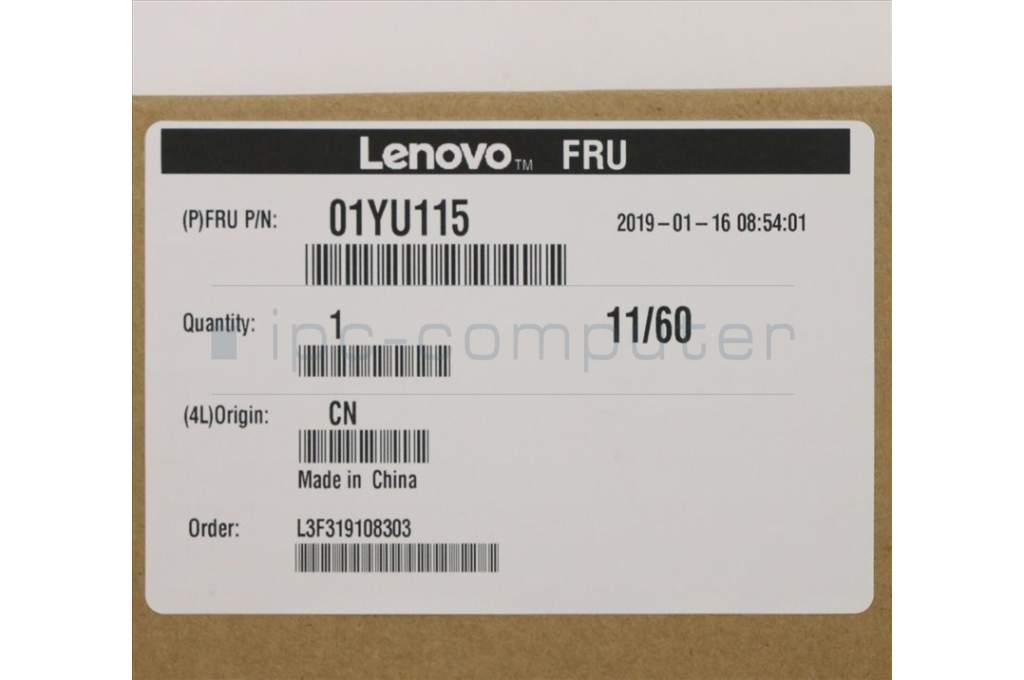 Lenovo™ FRU
(P)FRU P/N: 01YU115 2019-01-16 08:54:01
Quantity: 1 11/60
ipc-computer
(4L)Origin: CN
Made in China
Order: L3F319108303